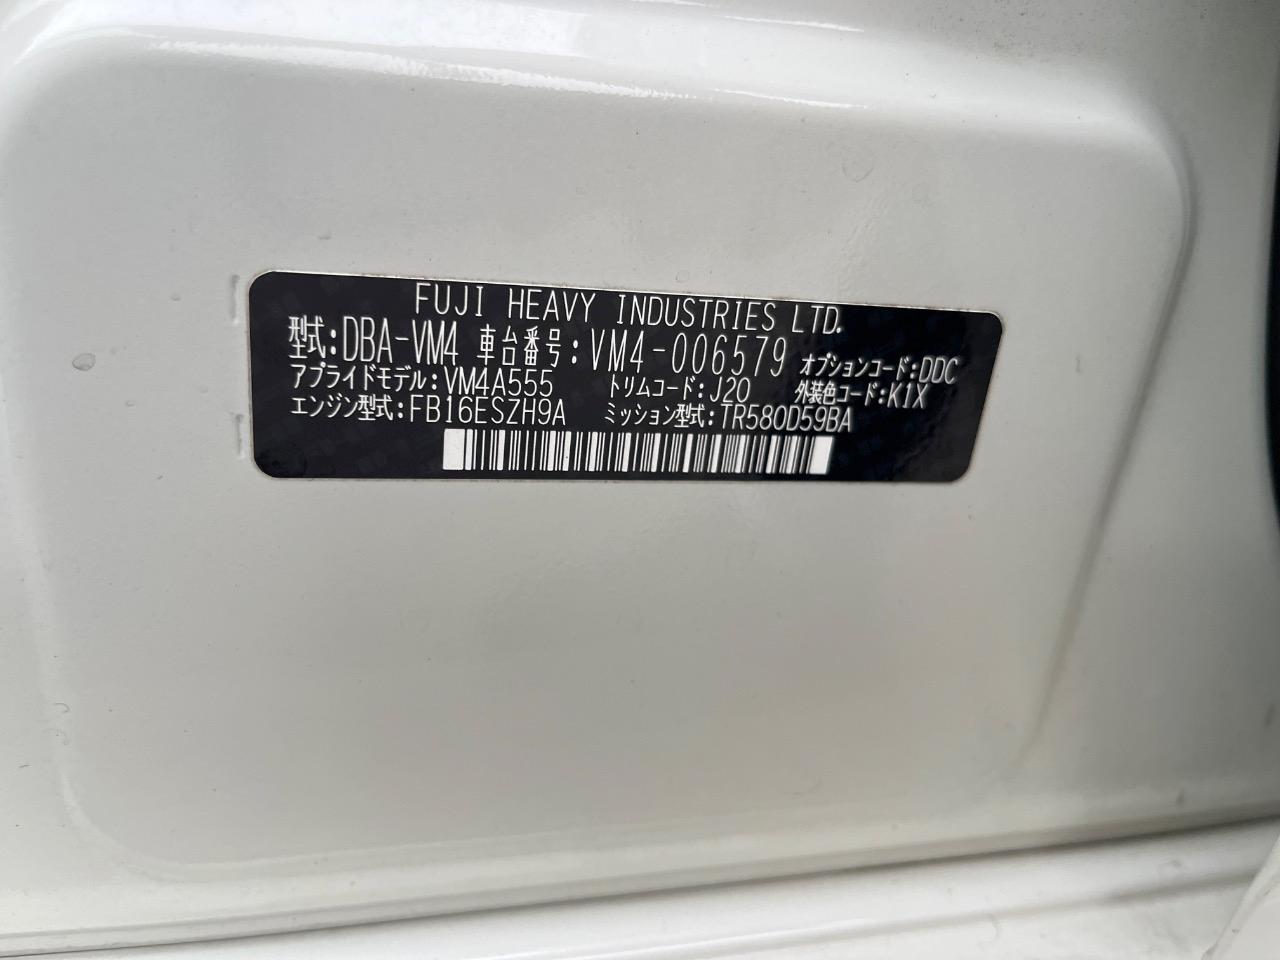 FUJI HEAVY INDUSTRIES LTD.
型式:DBA-VM4 車台番号:VM4-006579 オプションコード:DDC
アプライドモデル:VM4A555 トリムコード:J20 外装色コード:K1X
エンジン型式:FB16ESZH9A ミッション型式:TR580D59BA